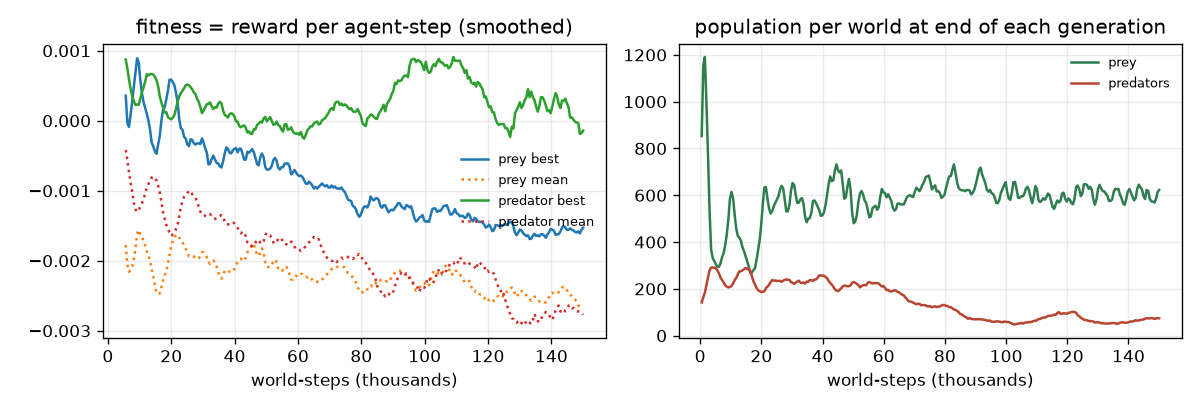 fitness = reward per agent-step (smoothed)
0.001
0.000
−0.001
−0.002
−0.003
prey best
prey mean
predator best
predator mean
0 20 40 60 80 100 120 140
world-steps (thousands)
population per world at end of each generation
1200
1000
800
600
400
200
0
prey
predators
0 20 40 60 80 100 120 140
world-steps (thousands)